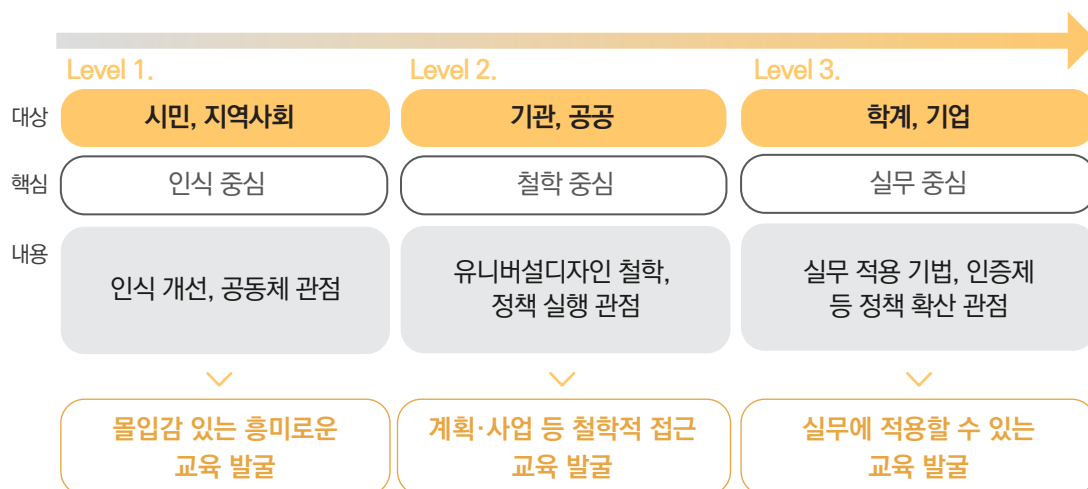 Level 1.
Level 2.
Level 3.
대상
시민, 지역사회
기관, 공공
학계, 기업
핵심
인식 중심
철학 중심
실무 중심
내용
인식 개선, 공동체 관점
유니버설디자인 철학,
정책 실행 관점
실무 적용 기법, 인증제
등 정책 확산 관점
몰입감 있는 흥미로운
교육 발굴
계획·사업 등 철학적 접근
교육 발굴
실무에 적용할 수 있는
교육 발굴